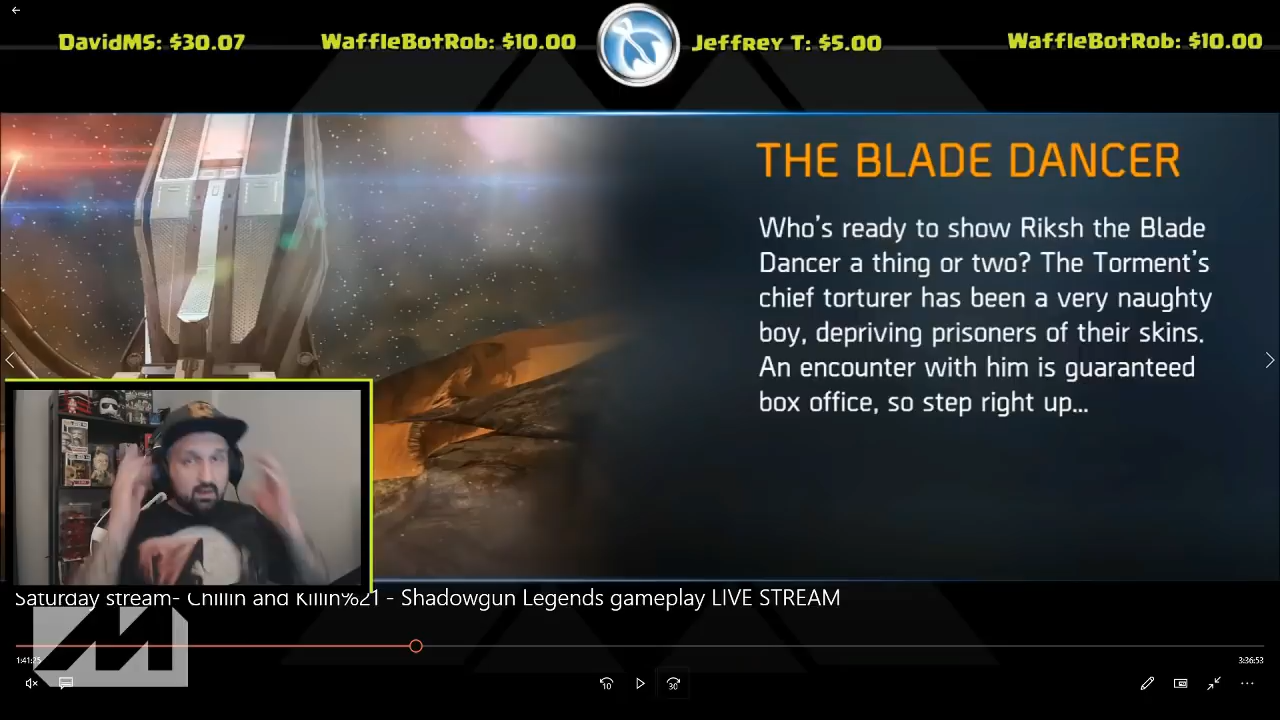 DavidMS: $30.07
WaffleBotRob: $10.00
Jeffrey T: $5.00
WaffleBotRob: $10.00
THE BLADE DANCER
Who's ready to show Riksh the Blade
Dancer a thing or two? The Torment's
chief torturer has been a very naughty
boy, depriving prisoners of their skins.
An encounter with him is guaranteed
box office, so step right up...
Saturday stream- Chillin and Killin%21 - Shadowgun Legends gameplay LIVE STREAM
1:41:25
3:36:53
10
30